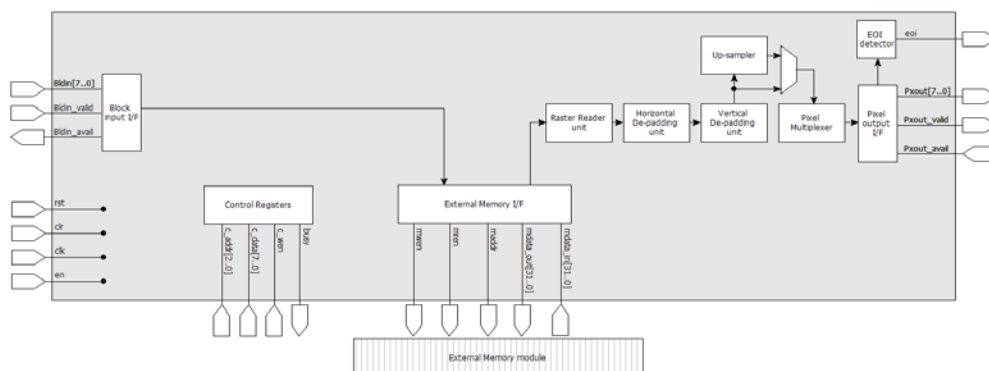 EOI
detector
eoi
Up-sampler
Bldin[7..0]
Bldin_valid
Bldin_avail
Block
input I/F
Raster Reader
unit
Horizontal
De-padding
unit
Vertical
De-padding
unit
Pixel
Multiplexer
Pixel
output
I/F
Pxout[7..0]
Pxout_valid
Pxout_avail
rst
clr
clk
en
Control Registers
External Memory I/F
c_addr[2..0]
c_data[7..0]
c_wen
busy
mwen
mren
maddr
mdata_out[31..0]
mdata_in[31..0]
External Memory module